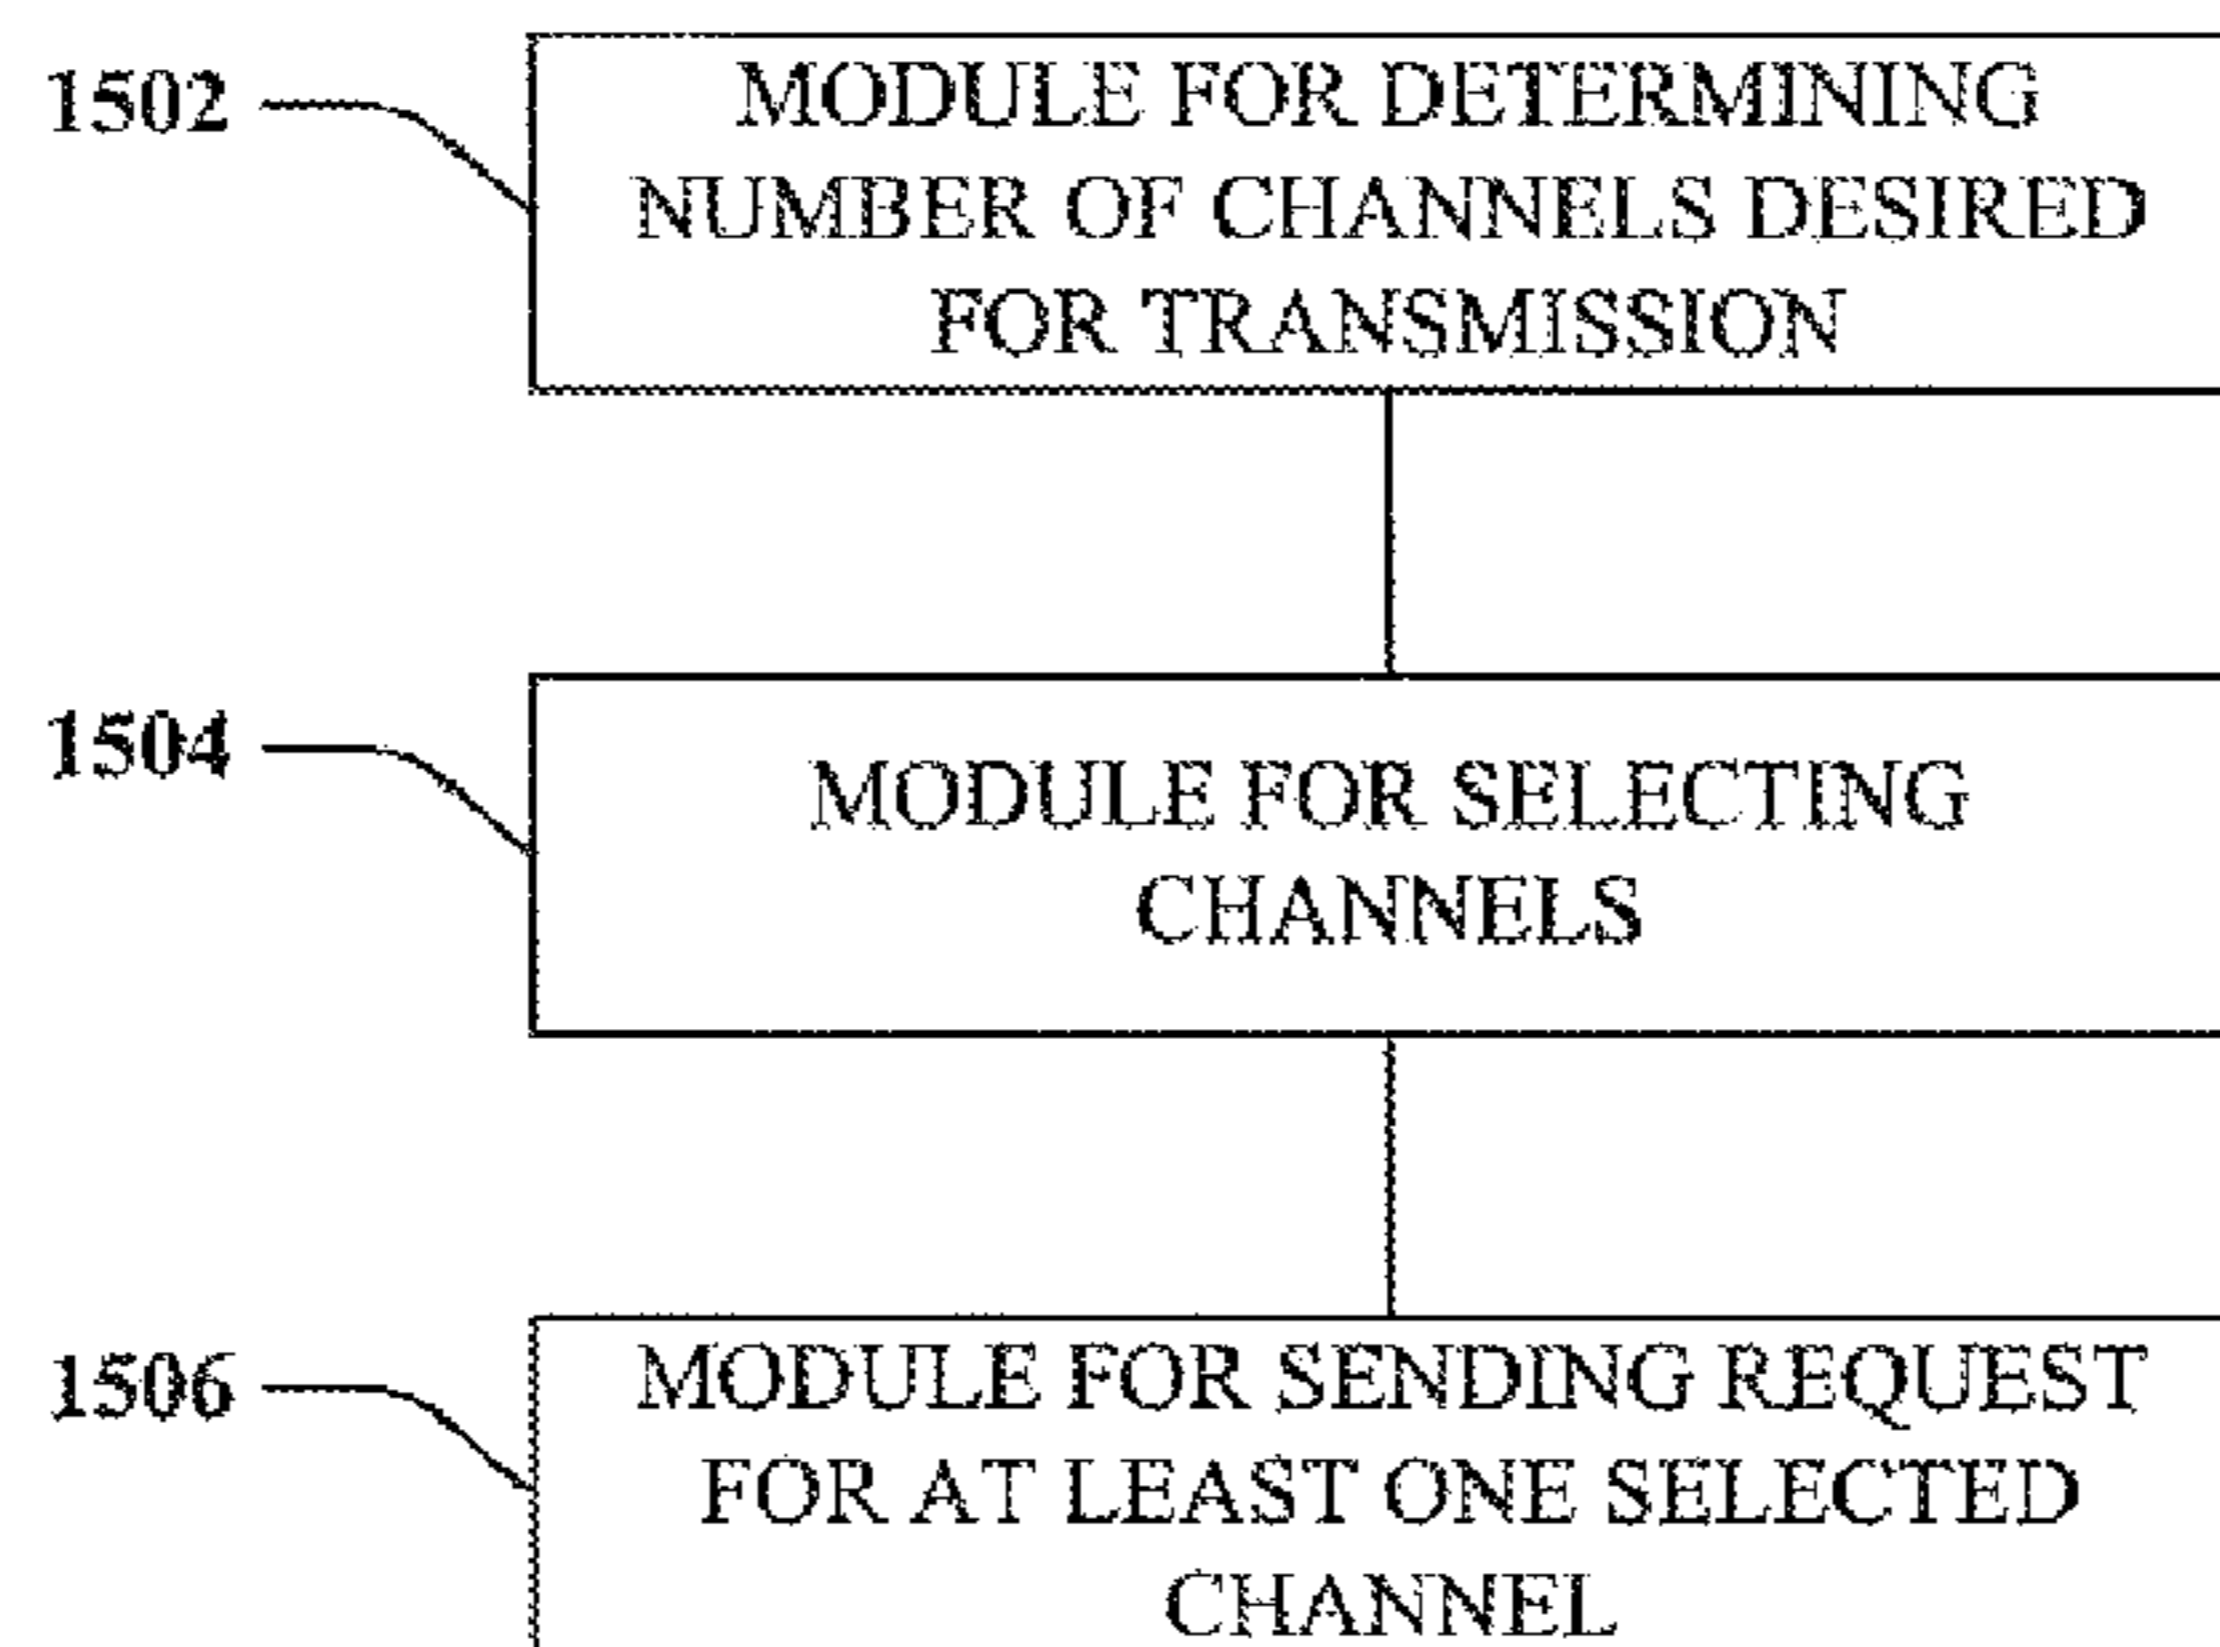 1502
MODULE FOR DETERMINING
NUMBER OF CHANNELS DESIRED
FOR TRANSMISSION
1504
MODULE FOR SELECTING
CHANNELS
1506
MODULE FOR SENDING REQUEST
FOR AT LEAST ONE SELECTED
CHANNEL